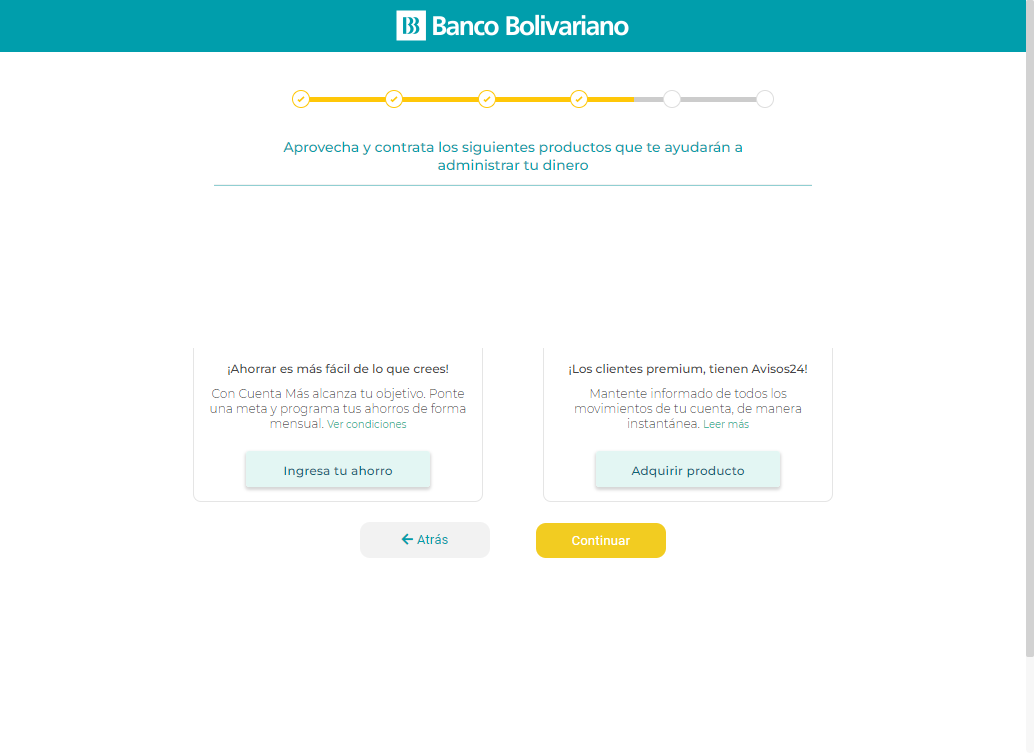 Banco Bolivariano
Aprovecha y contrata los siguientes productos que te ayudarán a
administrar tu dinero
¡Ahorrar es más fácil de lo que crees!
Con Cuenta Más alcanza tu objetivo. Ponte
una meta y programa tus ahorros de forma
mensual. Ver condiciones
Ingresa tu ahorro
¡Los clientes premium, tienen Avisos24!
Mantente informado de todos los
movimientos de tu cuenta, de manera
instantánea. Leer más
Adquirir producto
Atrás
Continuar